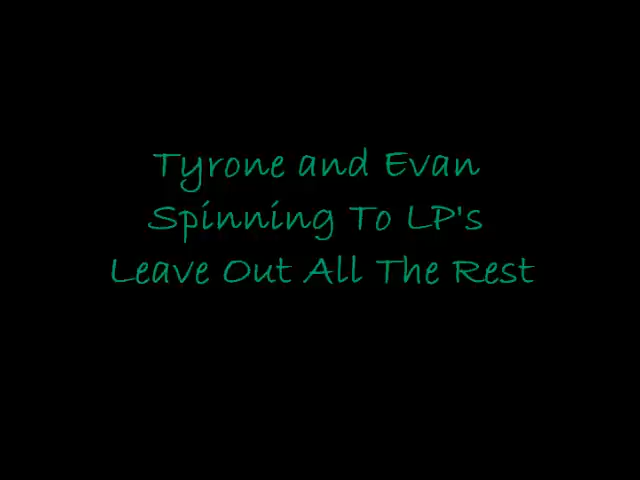 Tyrone and Evan
Spinning To LP's
Leave Out All The Rest